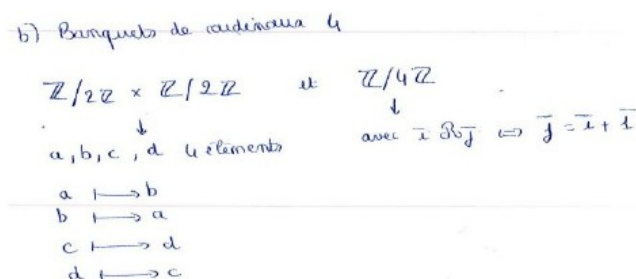 b) Banquets de cardinaux 4
ℤ/2ℤ × ℤ/2ℤ et ℤ/4ℤ
↓ ↓
a, b, c, d 4 éléments avec ī R j̄ ⇔ j̄ = ī + 1̄
a ⟼ b
b ⟼ a
c ⟼ d
d ⟼ c